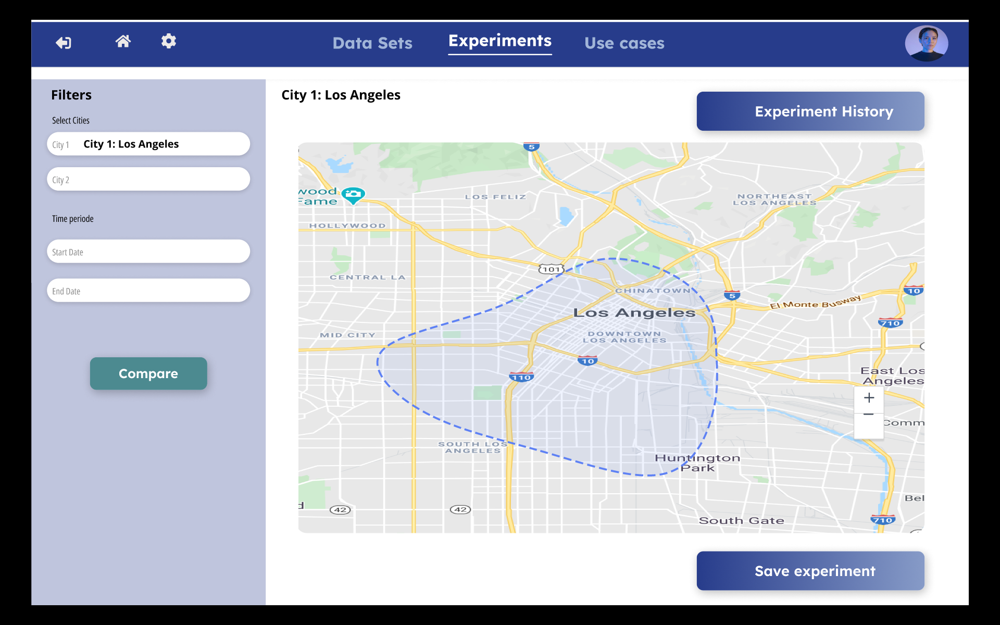 Data Sets
Experiments
Use cases
Filters
Select Cities
City 1
City 1: Los Angeles
City 2
Time periode
Start Date
End Date
Compare
City 1: Los Angeles
Experiment History
5
wood
Fame
LOS FELIZ
NORTHEAST
LOS ANGELES
HOLLYWOOD
101
CENTRAL LA
CHINATOWN
5
10
El Monte Busway
Los Angeles
710
MID CITY
DOWNTOWN
LOS ANGELES
10
110
East Los
Angeles
+
−
Comm
SOUTH LOS
ANGELES
Huntington
Park
Bel
d
42
42
South Gate
710
Save experiment